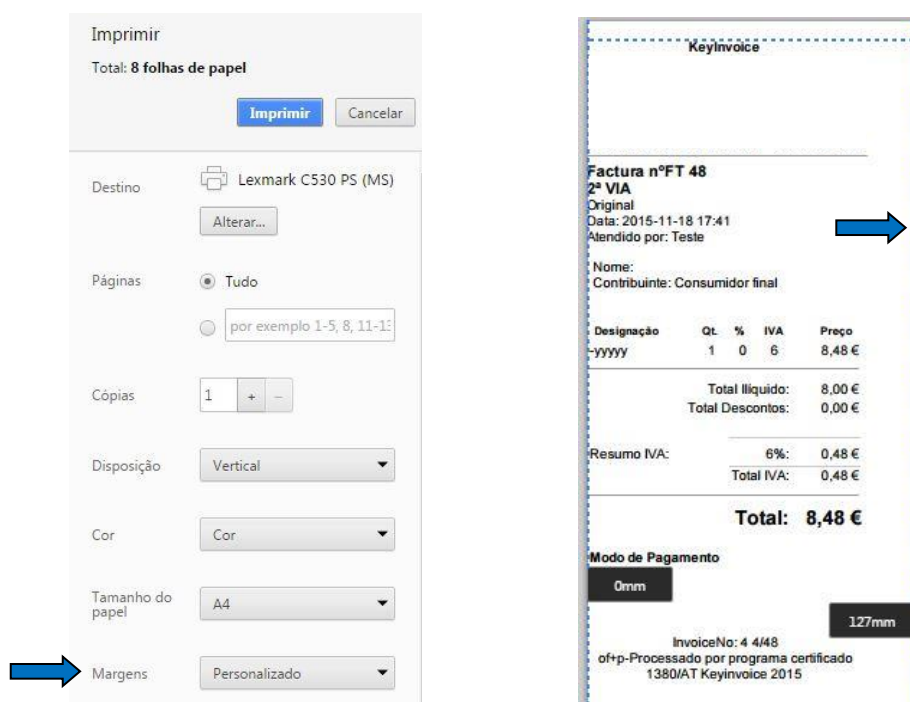 Imprimir
Total: 8 folhas de papel
Imprimir Cancelar
Destino Lexmark C530 PS (MS)
Alterar...
Páginas Tudo
por exemplo 1-5, 8, 11-13
Cópias 1 + –
Disposição Vertical
Cor Cor
Tamanho do papel A4
Margens Personalizado
KeyInvoice
Factura nºFT 48
2ª VIA
Original
Data: 2015-11-18 17:41
Atendido por: Teste
Nome:
Contribuinte: Consumidor final
Designação Qt. % IVA Preço
-yyyyy 1 0 6 8,48 €
Total Ilíquido: 8,00 €
Total Descontos: 0,00 €
Resumo IVA: 6%: 0,48 €
Total IVA: 0,48 €
Total: 8,48 €
Modo de Pagamento
0mm
127mm
InvoiceNo: 4 4/48
of+p-Processado por programa certificado
1380/AT Keyinvoice 2015